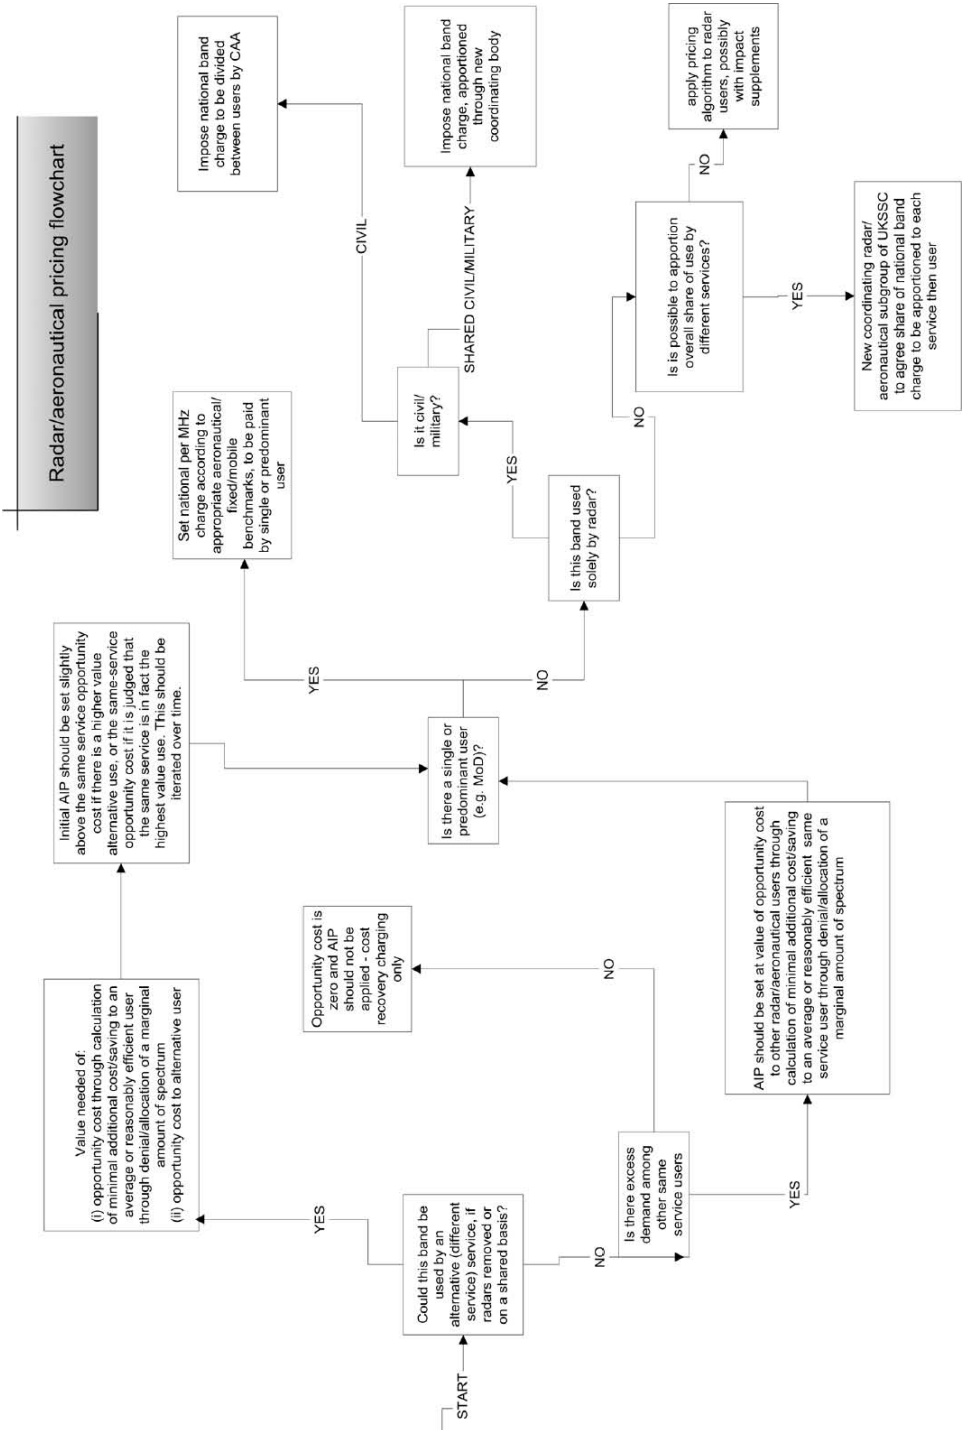 Radar/aeronautical pricing flowchart
START
Could this band be
used by an
alternative (different
service) service, if
radars removed or
on a shared basis?
YES
Value needed of:
(i) opportunity cost through calculation
of minimal additional cost/saving to an
average or reasonably efficient user
through denial/allocation of a marginal
amount of spectrum
(ii) opportunity cost to alternative user
Initial AIP should be set slightly
above the same service opportunity
cost if there is a higher value
alternative use, or the same-service
opportunity cost if it is judged that
the same service is in fact the
highest value use. This should be
iterated over time.
NO
Is there excess
demand among
other same
service users
NO
Opportunity cost is
zero and AIP
should not be
applied - cost
recovery charging
only
YES
AIP should be set at value of opportunity cost
to other radar/aeronautical users through
calculation of minimal additional cost/saving
to an average or reasonably efficient same
service user through denial/allocation of a
marginal amount of spectrum
Is there a single or
predominant user
(e.g. MoD)?
YES
Set national per MHz
charge according to
appropriate aeronautical/
fixed/mobile
benchmarks, to be paid
by single or predominant
user
NO
Is this band used
solely by radar?
YES
Is it civil/
military?
CIVIL
Impose national band
charge to be divided
between users by CAA
SHARED CIVIL/MILITARY
Impose national band
charge, apportioned
through new
coordinating body
NO
Is is possible to apportion
overall share of use by
different services?
NO
apply pricing
algorithm to radar
users, possibly
with impact
supplements
YES
New coordinating radar/
aeronautical subgroup of UKSSC
to agree share of national band
charge to be apportioned to each
service then user